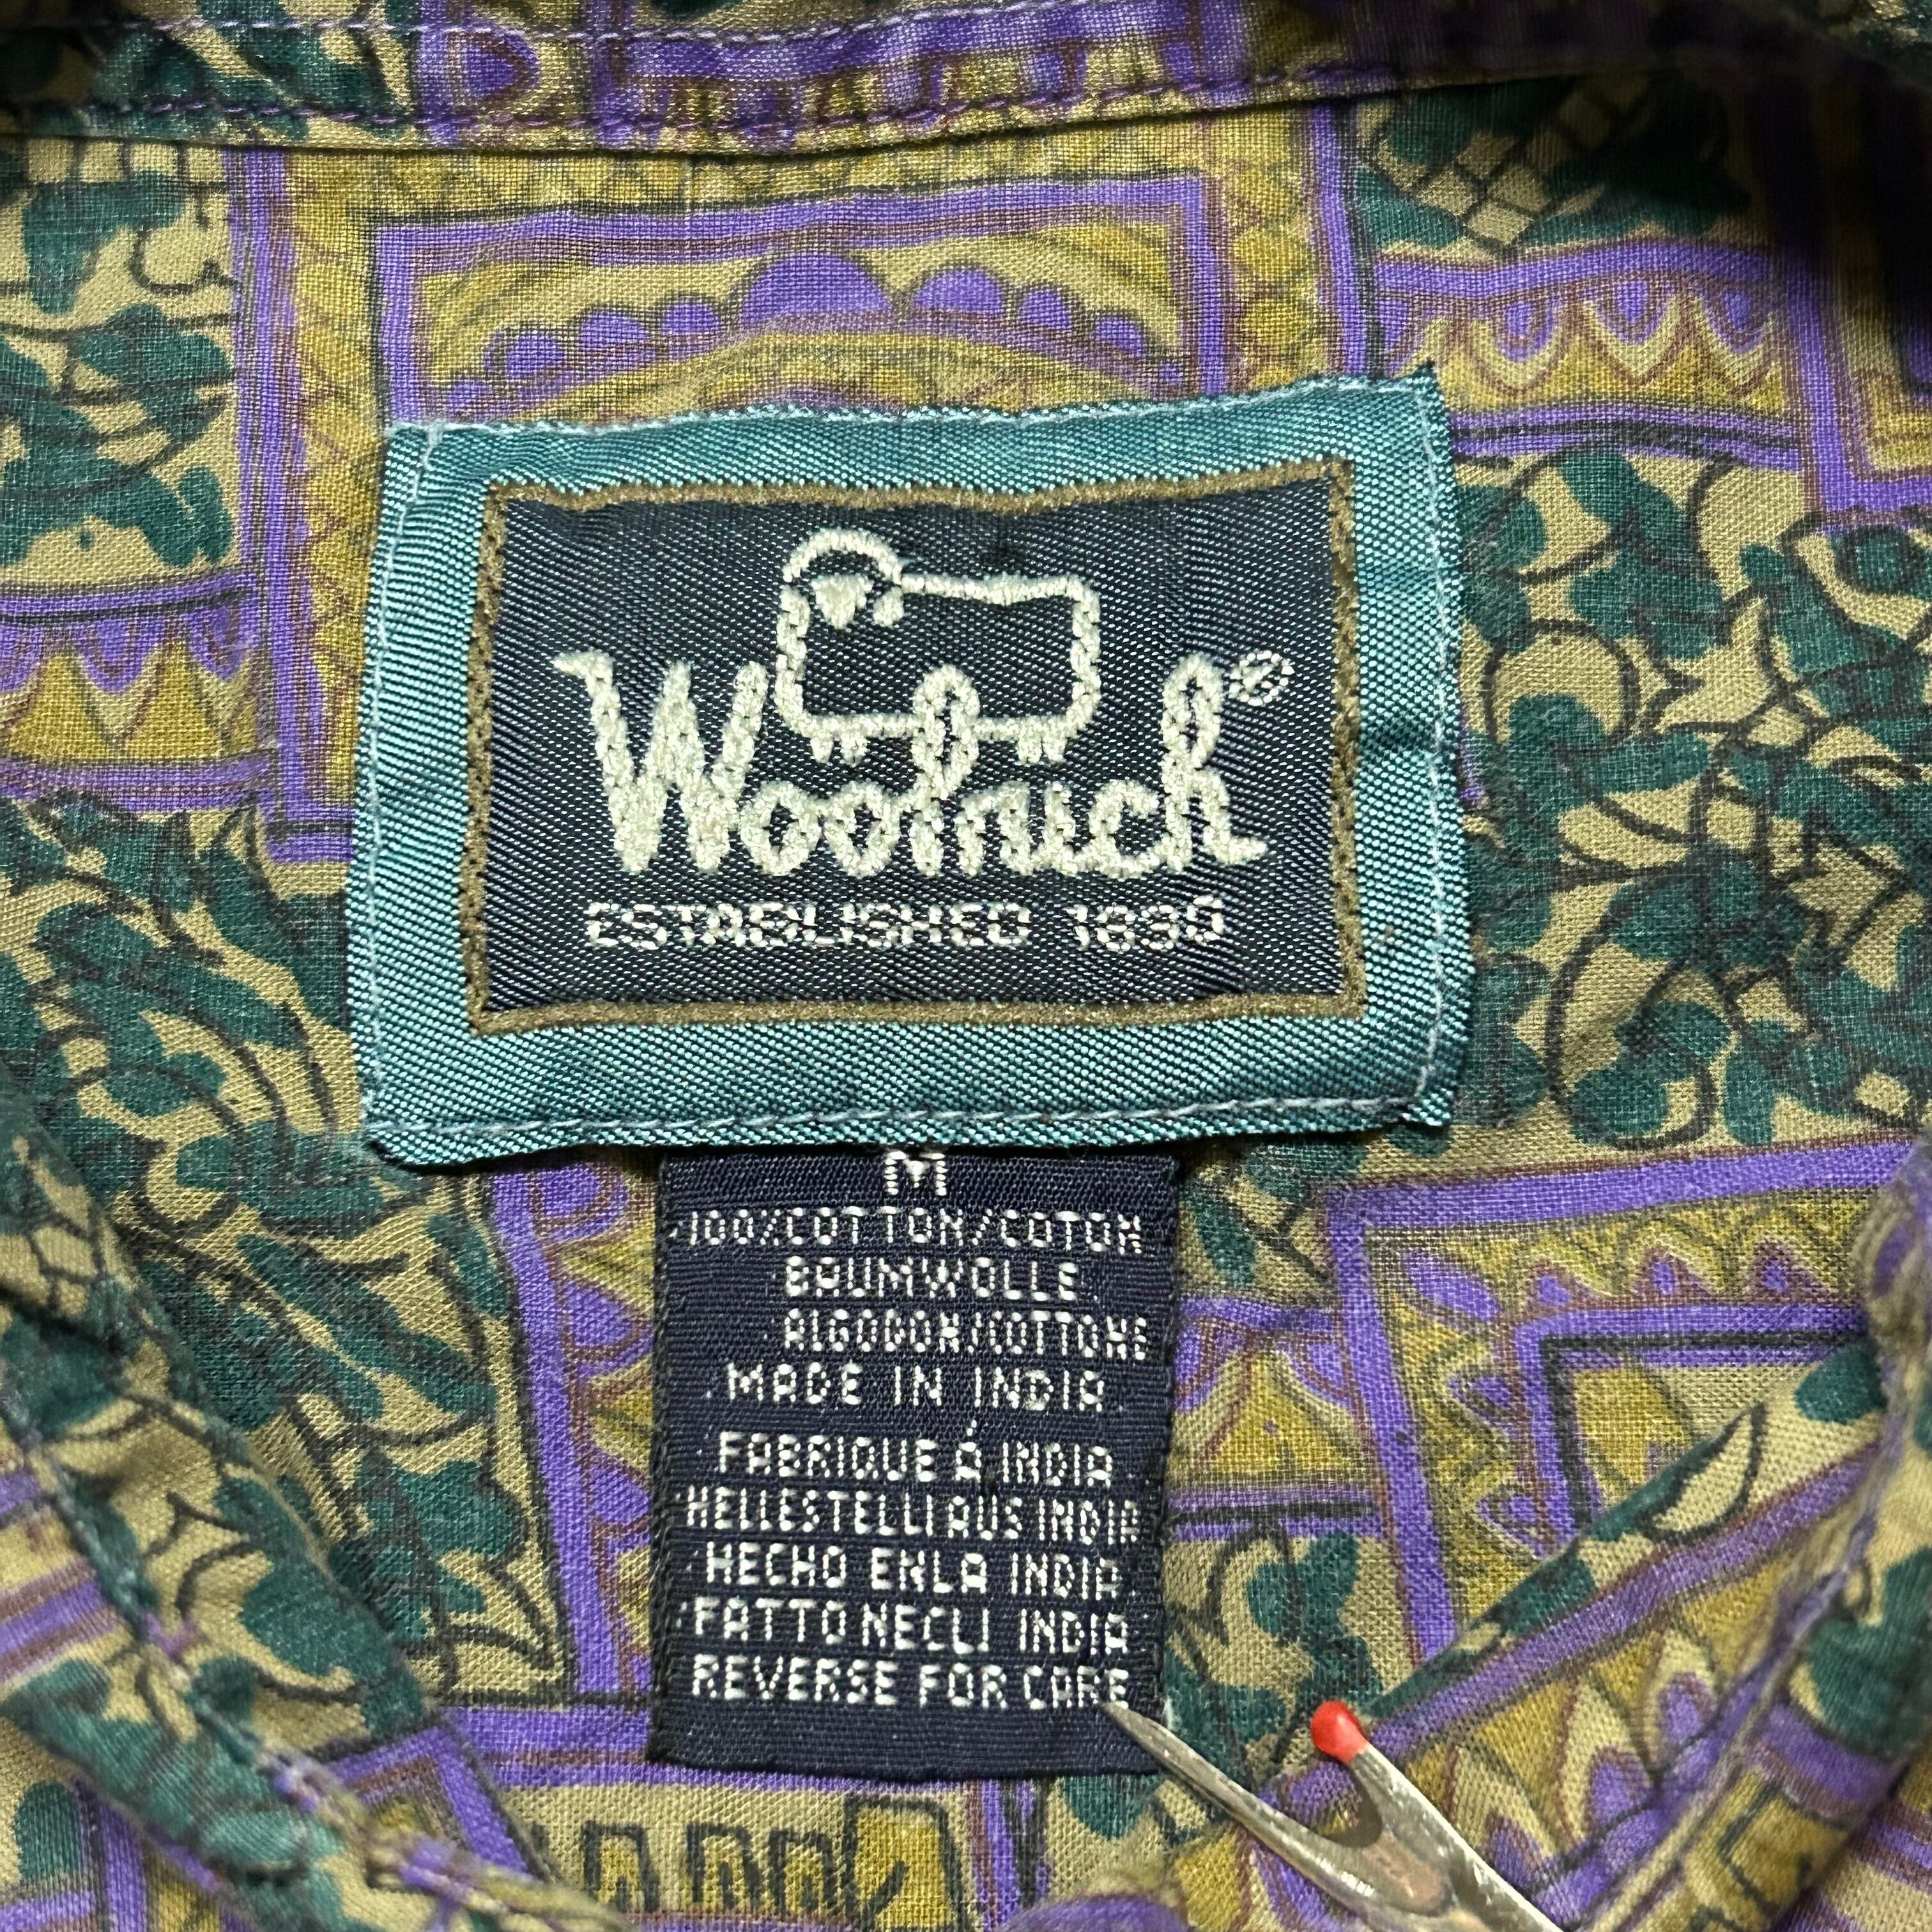 Woolrich®
ESTABLISHED 1830
M
100%COTTON/COTON
BAUMWOLLE
ALGODON/COTTONE
MADE IN INDIA
FABRIQUE Á INDIA
HELLESTELLI AUS INDIA
HECHO ENLA INDIA
FATTO NECLI INDIA
REVERSE FOR CARE